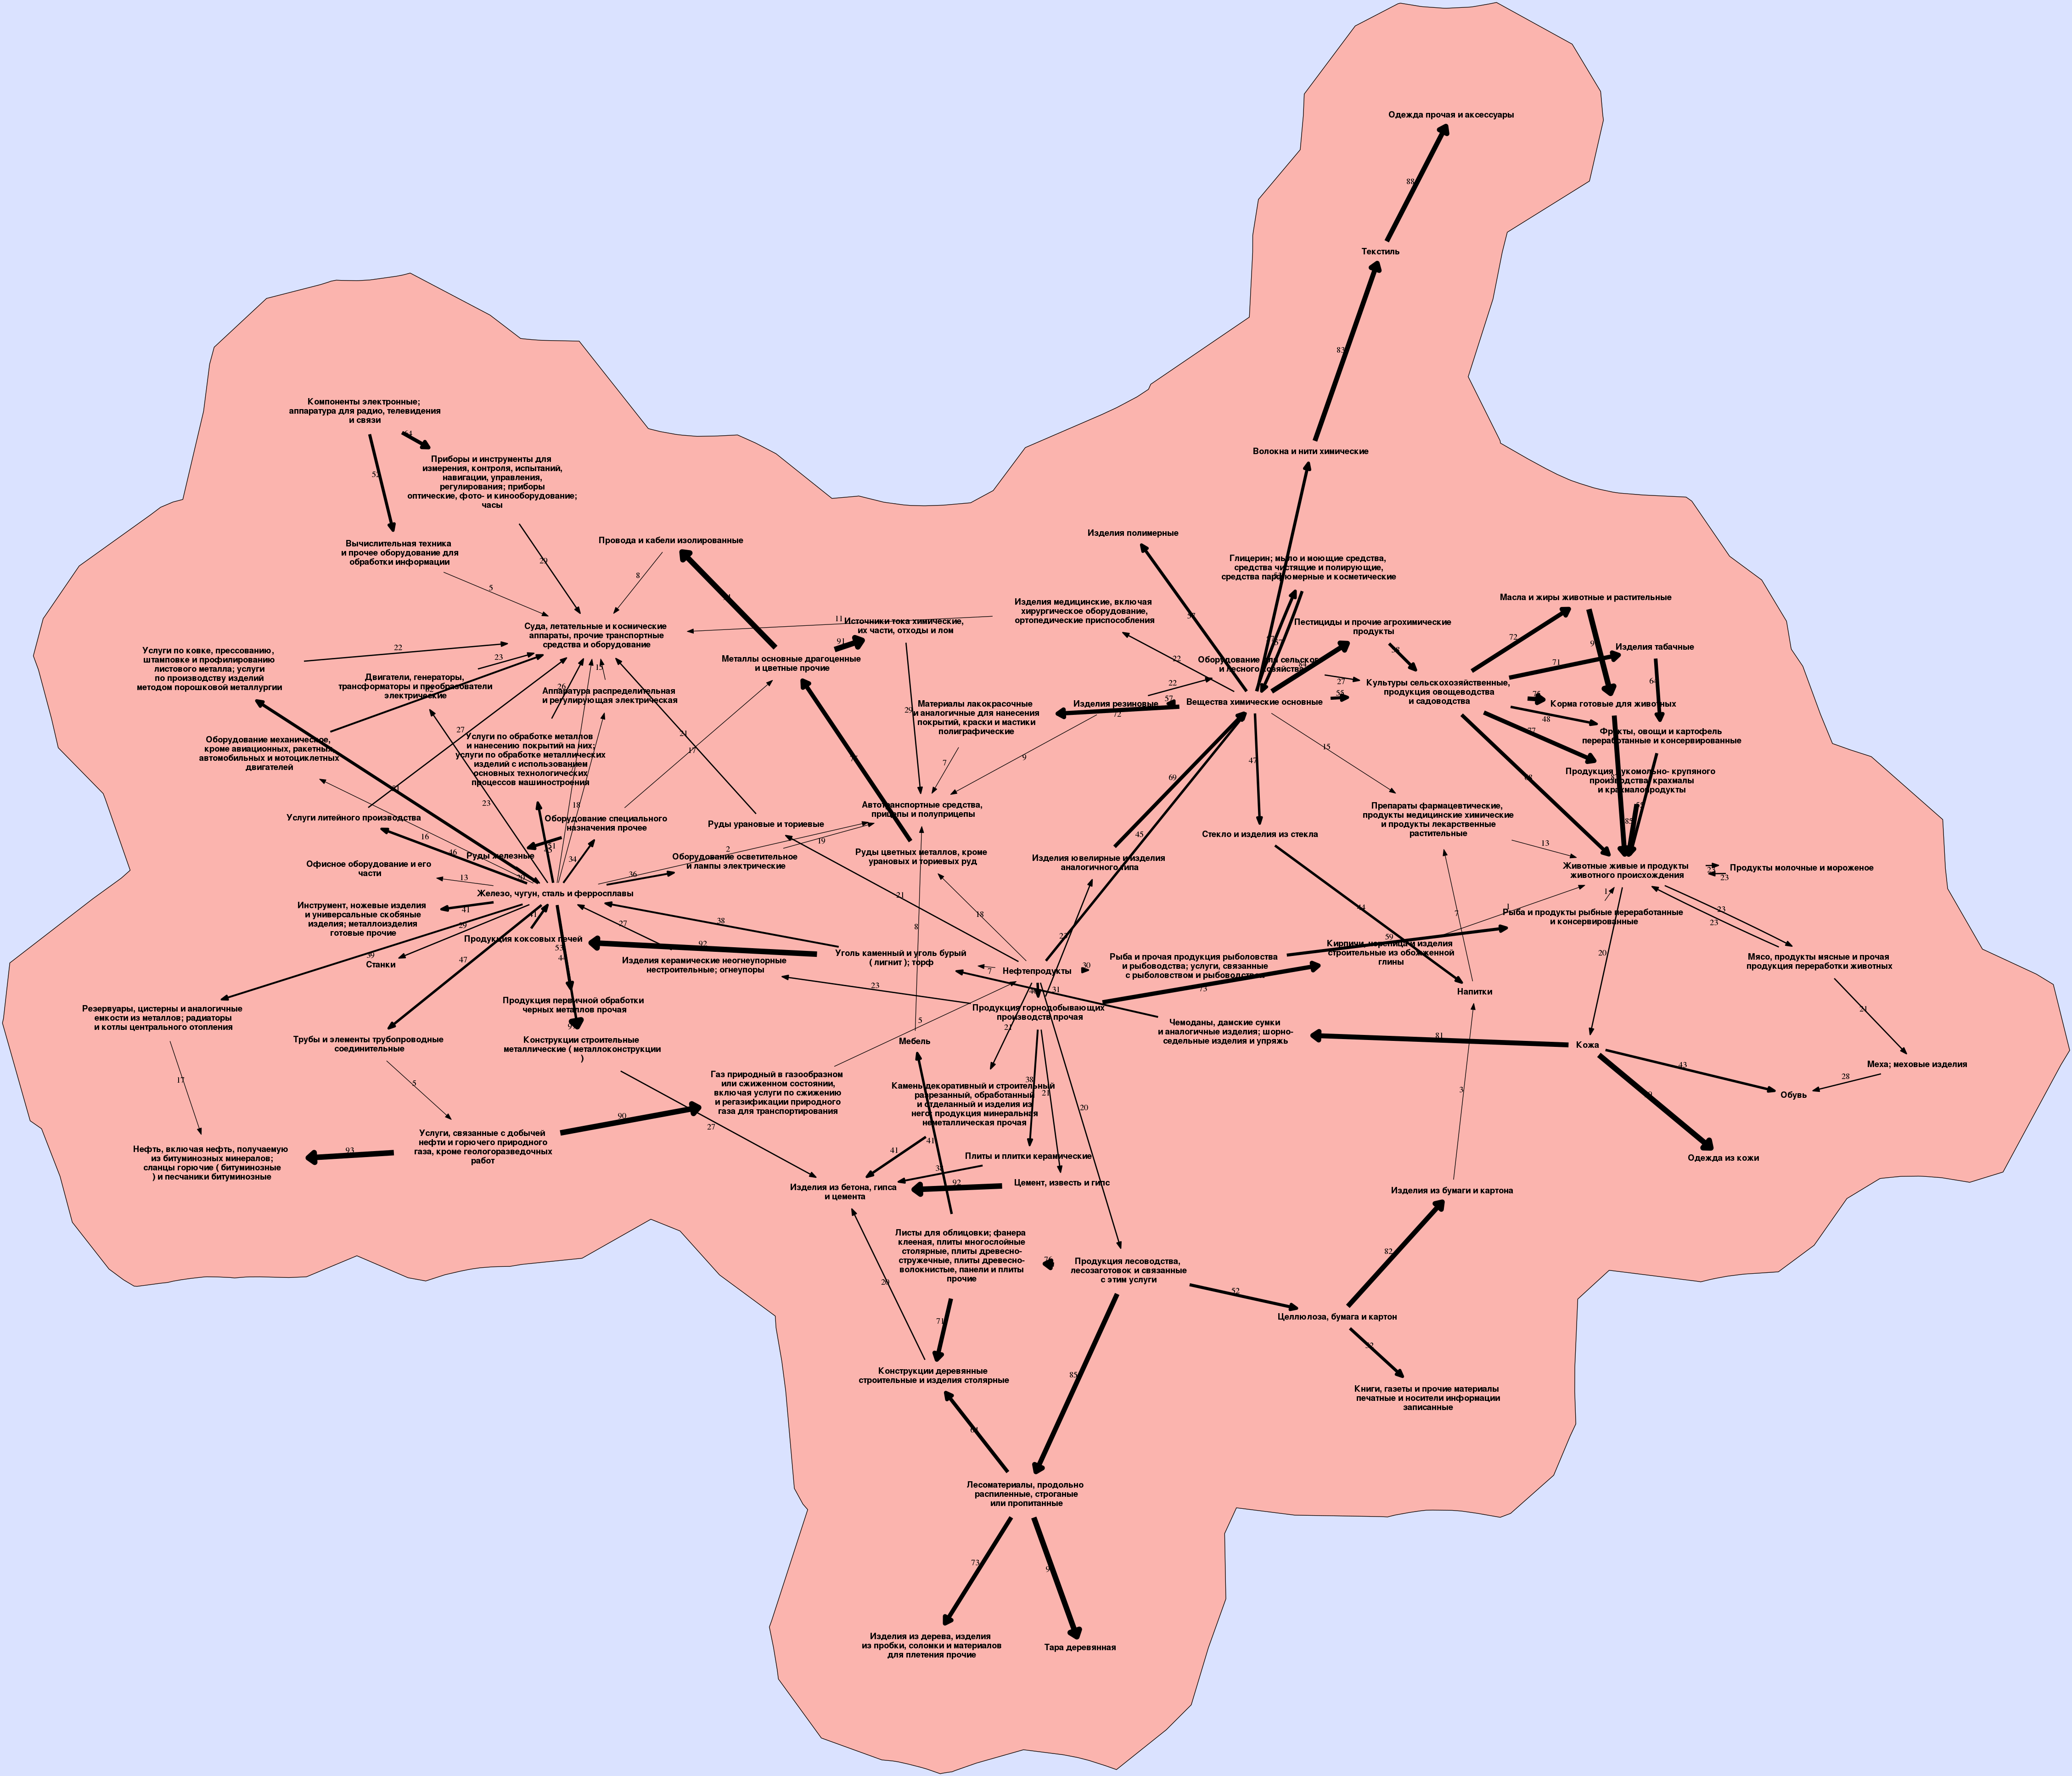 Одежда прочая и аксессуары
88
Текстиль
83
Компоненты электронные;
аппаратура для радио, телевидения
и связи
Волокна и нити химические
Приборы и инструменты для
измерения, контроля, испытаний,
навигации, управления,
регулирования; приборы
оптические, фото- и кинооборудование;
часы
Вычислительная техника
и прочее оборудование для
обработки информации
5
Провода и кабели изолированные
8
Изделия полимерные
Глицерин; мыло и моющие средства,
средства чистящие и полирующие,
средства парфюмерные и косметические
Масла и жиры животные и растительные
72
Изделия медицинские, включая
хирургическое оборудование,
ортопедические приспособления
11
Источники тока химические,
их части, отходы и лом
91
Суда, летательные и космические
аппараты, прочие транспортные
средства и оборудование
22
23
Пестициды и прочие агрохимические
продукты
Изделия табачные
71
Услуги по ковке, прессованию,
штамповке и профилированию
листового металла; услуги
по производству изделий
методом порошковой металлургии
Металлы основные драгоценные
и цветные прочие
Двигатели, генераторы,
трансформаторы и преобразователи
электрические
Аппаратура распределительная
и регулирующая электрическая
Оборудование для сельского
и лесного хозяйства
22
22
27
Культуры сельскохозяйственные,
продукция овощеводства
и садоводства
Материалы лакокрасочные
и аналогичные для нанесения
покрытий, краски и мастики
полиграфические
Изделия резиновые
57
72
Вещества химические основные
55
Корма готовые для животных
48
Фрукты, овощи и картофель
переработанные и консервированные
Оборудование механическое,
кроме авиационных, ракетных
автомобильных и мотоциклетных
двигателей
27
Услуги по обработке металлов
и нанесению покрытий на них;
услуги по обработке металлических
изделий с использованием
основных технологических
процессов машиностроения
17
21
29
7
9
15
47
69
Продукция мукомольно- крупяного
производства, крахмалы
и крахмалопродукты
23
18
Услуги литейного производства
16
46
Оборудование специального
назначения прочее
Руды урановые и ториевые
Автотранспортные средства,
прицепы и полуприцепы
19
2
Препараты фармацевтические,
продукты медицинские химические
и продукты лекарственные
растительные
13
Стекло и изделия из стекла
45
Руды железные
34
Оборудование осветительное
и лампы электрические
36
Руды цветных металлов, кроме
урановых и ториевых руд
Изделия ювелирные и изделия
аналогичного типа
Животные живые и продукты
животного происхождения
23
Продукты молочные и мороженое
Офисное оборудование и его
части
13
Железо, чугун, сталь и ферросплавы
21
Инструмент, ножевые изделия
и универсальные скобяные
изделия; металлоизделия
готовые прочие
41
29
41
27
38
18
8
7
1
1
23
23
Рыба и продукты рыбные переработанные
и консервированные
Продукция коксовых печей
92
59
Кирпичи, черепица и изделия
строительные из обожженной
глины
20
Станки
39
47
Изделия керамические неогнеупорные
нестроительные; огнеупоры
Уголь каменный и уголь бурый
( лигнит ); торф
7
Нефтепродукты
30
Рыба и прочая продукция рыболовства
и рыбоводства; услуги, связанные
с рыболовством и рыбоводством
73
Мясо, продукты мясные и прочая
продукция переработки животных
23
31
Напитки
21
Резервуары, цистерны и аналогичные
емкости из металлов; радиаторы
и котлы центрального отопления
Продукция первичной обработки
черных металлов прочая
Продукция горнодобывающих
производств прочая
Чемоданы, дамские сумки
и аналогичные изделия; шорно-
седельные изделия и упряжь
81
Кожа
Трубы и элементы трубопроводные
соединительные
Конструкции строительные
металлические ( металлоконструкции
)
Мебель
5
43
28
Меха; меховые изделия
Обувь
17
5
Газ природный в газообразном
или сжиженном состоянии,
включая услуги по сжижению
и регазификации природного
газа для транспортирования
90
27
Камень декоративный и строительный
разрезанный, обработанный
и отделанный и изделия из
него; продукция минеральная
неметаллическая прочая
38
21
20
3
41
41
Нефть, включая нефть, получаемую
из битуминозных минералов;
сланцы горючие ( битуминозные
) и песчаники битуминозные
93
Услуги, связанные с добычей
нефти и горючего природного
газа, кроме геологоразведочных
работ
Плиты и плитки керамические
Одежда из кожи
Изделия из бетона, гипса
и цемента
92
Цемент, известь и гипс
Изделия из бумаги и картона
Листы для облицовки; фанера
клееная, плиты многослойные
столярные, плиты древесно-
стружечные, плиты древесно-
волокнистые, панели и плиты
прочие
76
Продукция лесоводства,
лесозаготовок и связанные
с этим услуги
52
82
71
Целлюлоза, бумага и картон
Конструкции деревянные
строительные и изделия столярные
85
Книги, газеты и прочие материалы
печатные и носители информации
записанные
Лесоматериалы, продольно
распиленные, строганые
или пропитанные
73
Изделия из дерева, изделия
из пробки, соломки и материалов
для плетения прочие
Тара деревянная